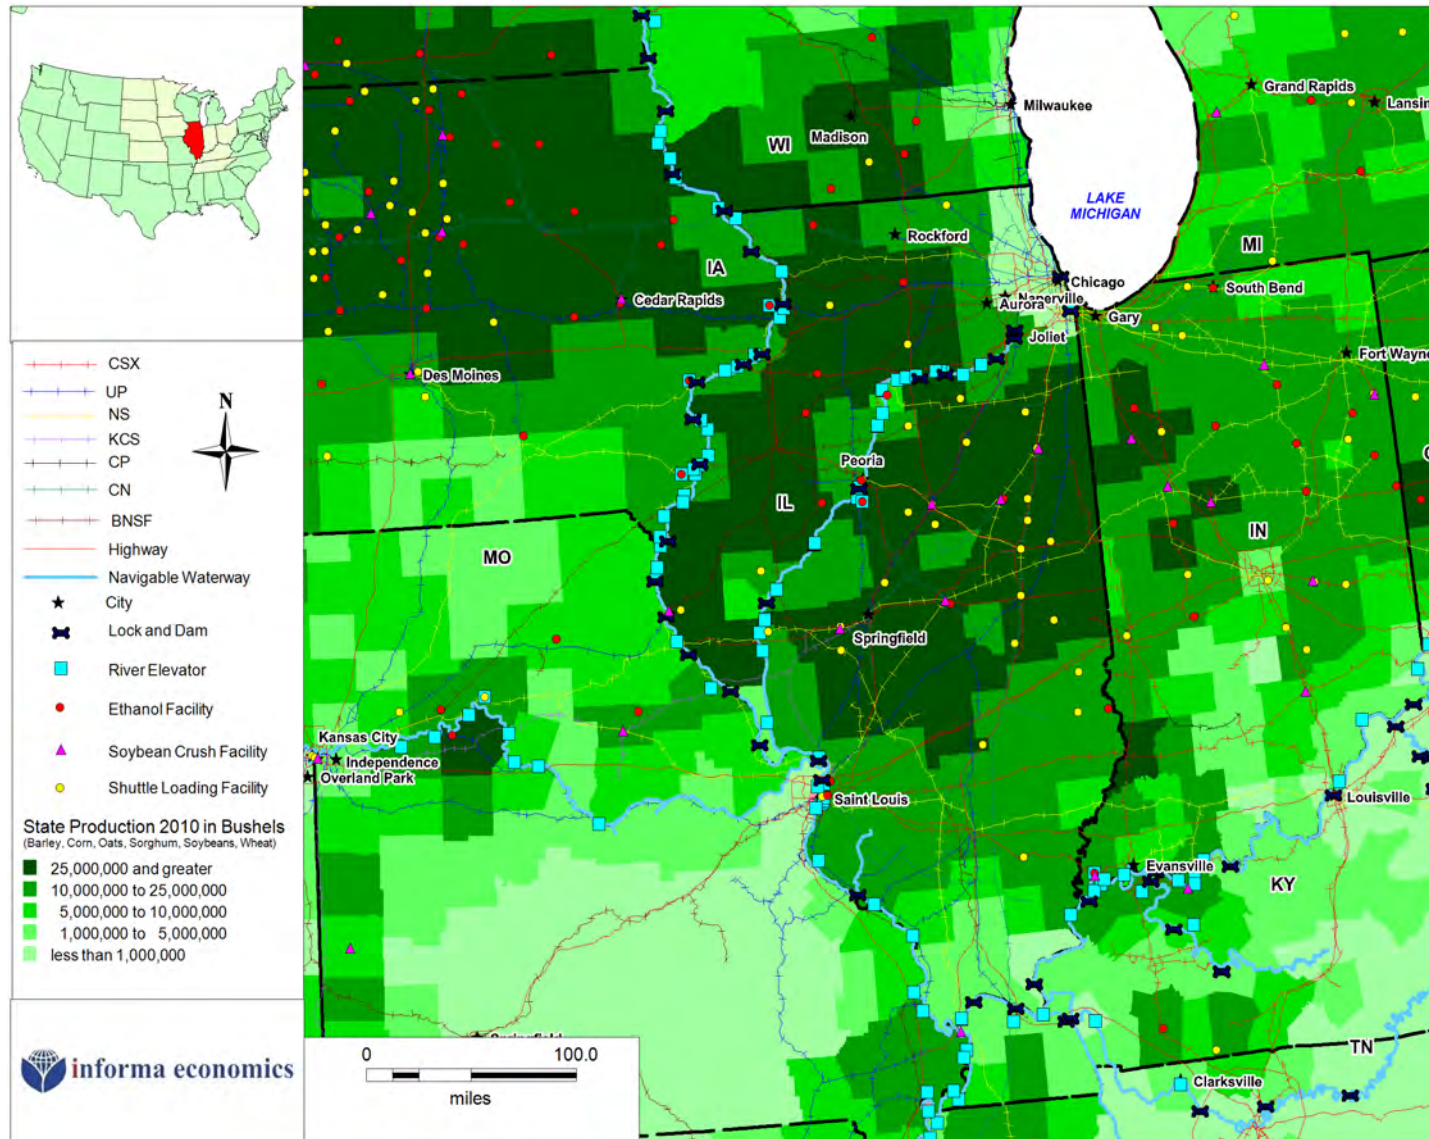 CSX
UP
NS
KCS
CP
CN
BNSF
Highway
Navigable Waterway
City
Lock and Dam
River Elevator
Ethanol Facility
Soybean Crush Facility
Shuttle Loading Facility
N
State Production 2010 in Bushels
(Barley, Corn, Oats, Sorghum, Soybeans, Wheat)
25,000,000 and greater
10,000,000 to 25,000,000
5,000,000 to 10,000,000
1,000,000 to 5,000,000
less than 1,000,000
informa economics
Grand Rapids
Milwaukee
Lansin
Madison
WI
LAKE
MICHIGAN
Rockford
MI
IA
Chicago
South Bend
Cedar Rapids
Naperville
Aurora
Gary
Joliet
Fort Wayne
Des Moines
Peoria
IL
IN
MO
Springfield
Kansas City
Independence
Overland Park
Saint Louis
Louisville
Evansville
KY
Springfield
TN
Clarksville
0 100.0
miles